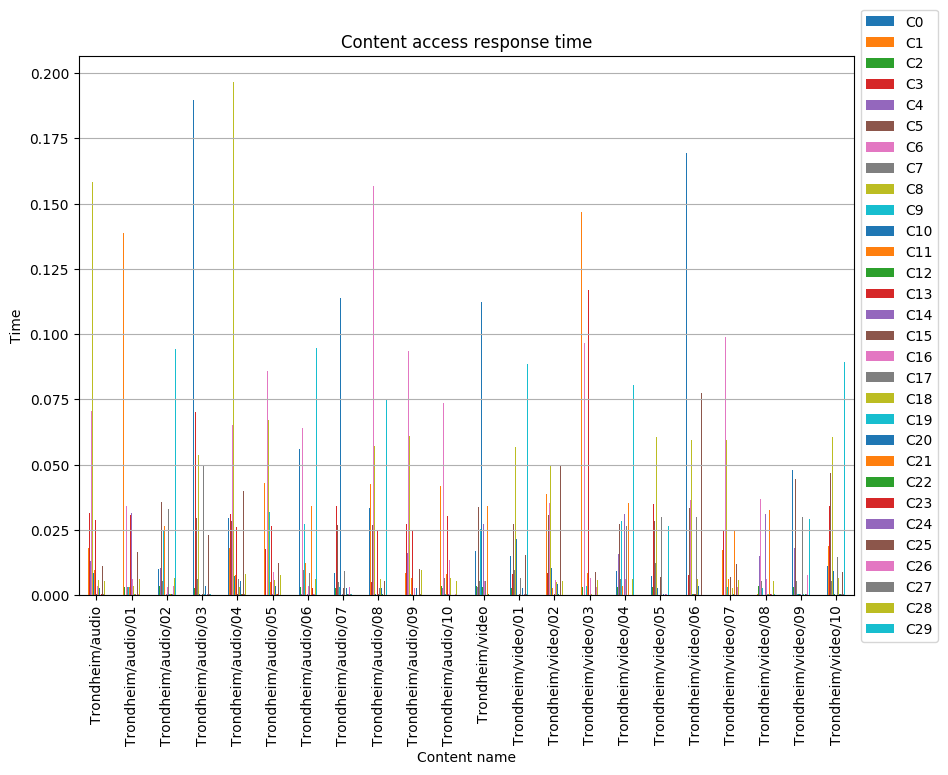 Content access response time
0.200
0.175
0.150
0.125
0.100
0.075
0.050
0.025
0.000
Time
Trondheim/audio
Trondheim/audio/01
Trondheim/audio/02
Trondheim/audio/03
Trondheim/audio/04
Trondheim/audio/05
Trondheim/audio/06
Trondheim/audio/07
Trondheim/audio/08
Trondheim/audio/09
Trondheim/audio/10
Trondheim/video
Trondheim/video/01
Trondheim/video/02
Trondheim/video/03
Trondheim/video/04
Trondheim/video/05
Trondheim/video/06
Trondheim/video/07
Trondheim/video/08
Trondheim/video/09
Trondheim/video/10
Content name
C0
C1
C2
C3
C4
C5
C6
C7
C8
C9
C10
C11
C12
C13
C14
C15
C16
C17
C18
C19
C20
C21
C22
C23
C24
C25
C26
C27
C28
C29